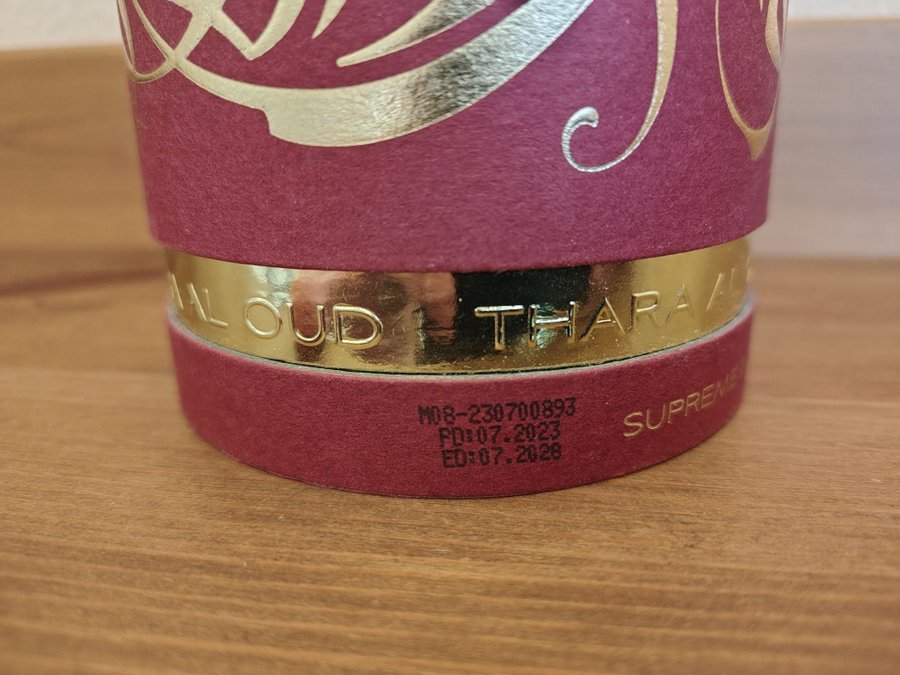 AL OUD THARA AL
M08-230700893
PD:07.2023
ED:07.2028
SUPREME